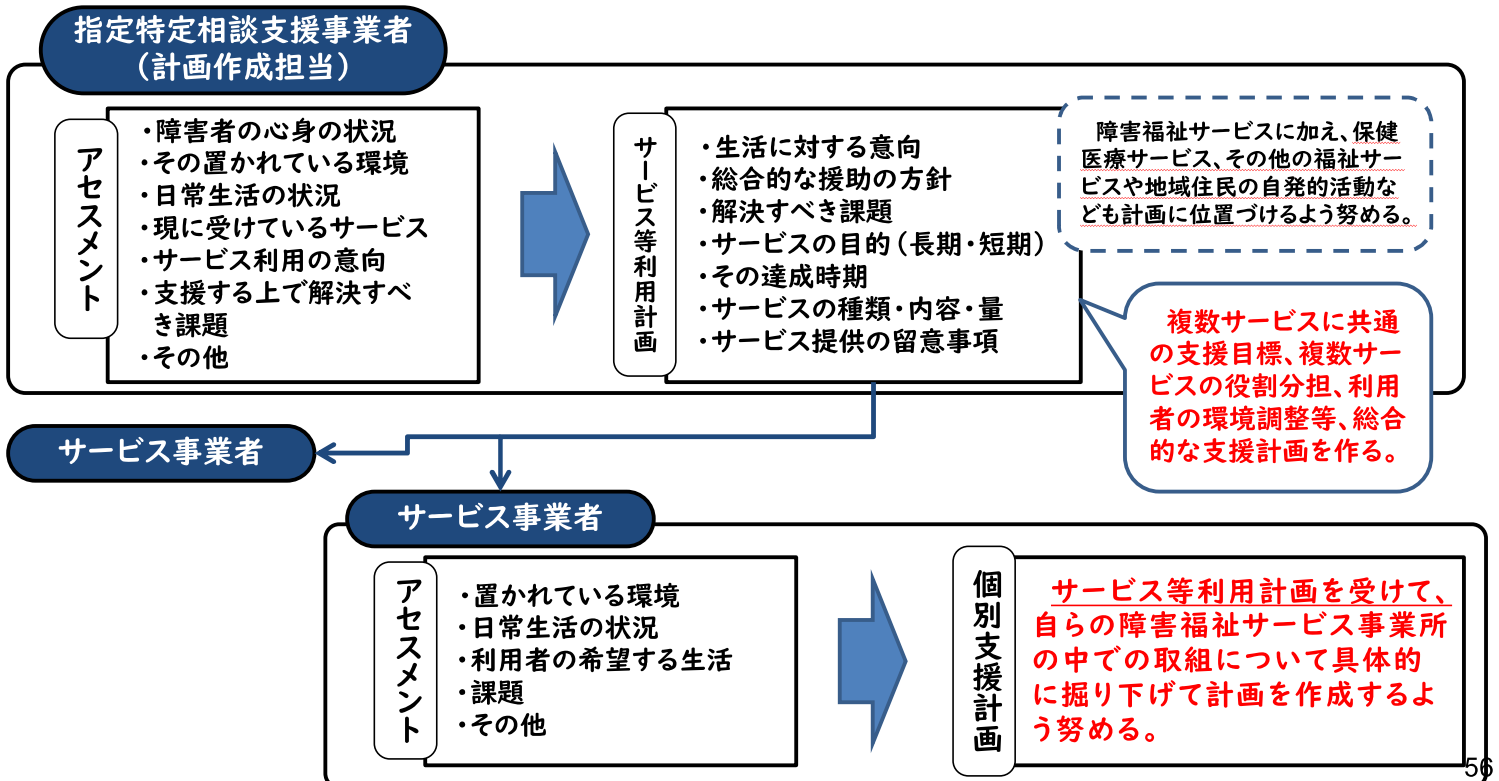 指定特定相談支援事業者
(計画作成担当)
アセスメント
・障害者の心身の状況
・その置かれている環境
・日常生活の状況
・現に受けているサービス
・サービス利用の意向
・支援する上で解決すべ
き課題
・その他
サービス等利用計画
・生活に対する意向
・総合的な援助の方針
・解決すべき課題
・サービスの目的(長期・短期)
・その達成時期
・サービスの種類・内容・量
・サービス提供の留意事項
障害福祉サービスに加え、保健
医療サービス、その他の福祉サー
ビスや地域住民の自発的活動な
ども計画に位置づけるよう努める。
複数サービスに共通
の支援目標、複数サー
ビスの役割分担、利用
者の環境調整等、総合
的な支援計画を作る。
サービス事業者
サービス事業者
アセスメント
・置かれている環境
・日常生活の状況
・利用者の希望する生活
・課題
・その他
個別支援計画
サービス等利用計画を受けて、
自らの障害福祉サービス事業所
の中での取組について具体的
に掘り下げて計画を作成するよ
う努める。
56